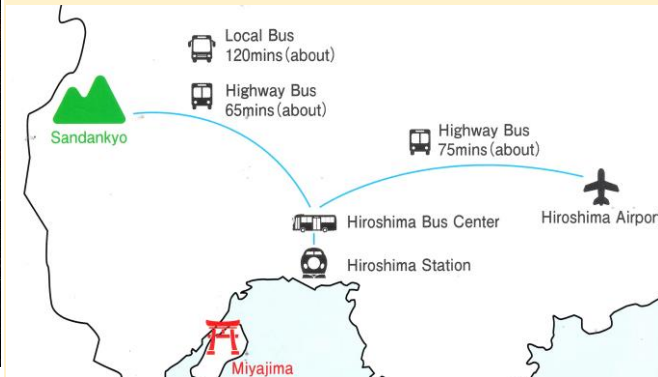 Local Bus
120mins(about)
Highway Bus
65mins(about)
Sandankyo
Highway Bus
75mins(about)
Hiroshima Bus Center
Hiroshima Airpor
Hiroshima Station
Miyajima